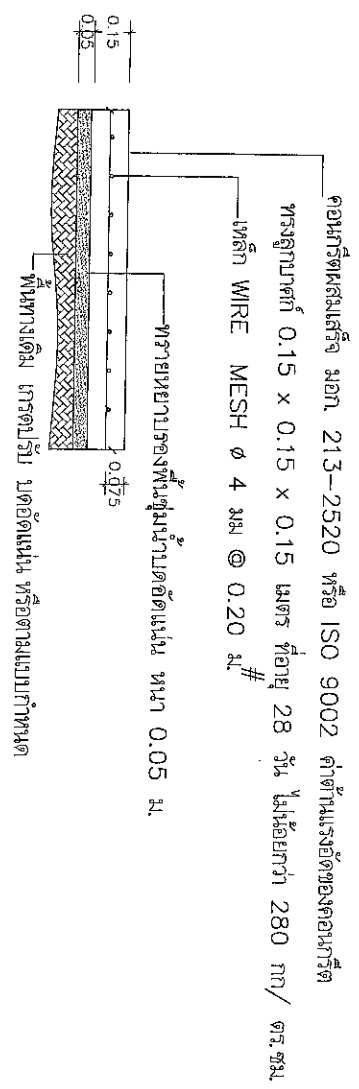 คอนกรีตผสมเสร็จ มอก. 213-2520 หรือ ISO 9002 ค่าต้านแรงอัดของคอนกรีต
ทรงลูกบาศก์ 0.15 x 0.15 x 0.15 เมตร ที่อายุ 28 วัน ไม่น้อยกว่า 280 กก/ ตร.ซม.
เหล็ก WIRE MESH ø 4 มม @ 0.20 ม.#
ทรายหยาบรองพื้นชุ่มน้ำบดอัดแน่น หนา 0.05 ม.
0.15
0.05
0.075
พื้นทางเดิม เกรดปรับ บดอัดแน่น หรือตามแบบกำหนด